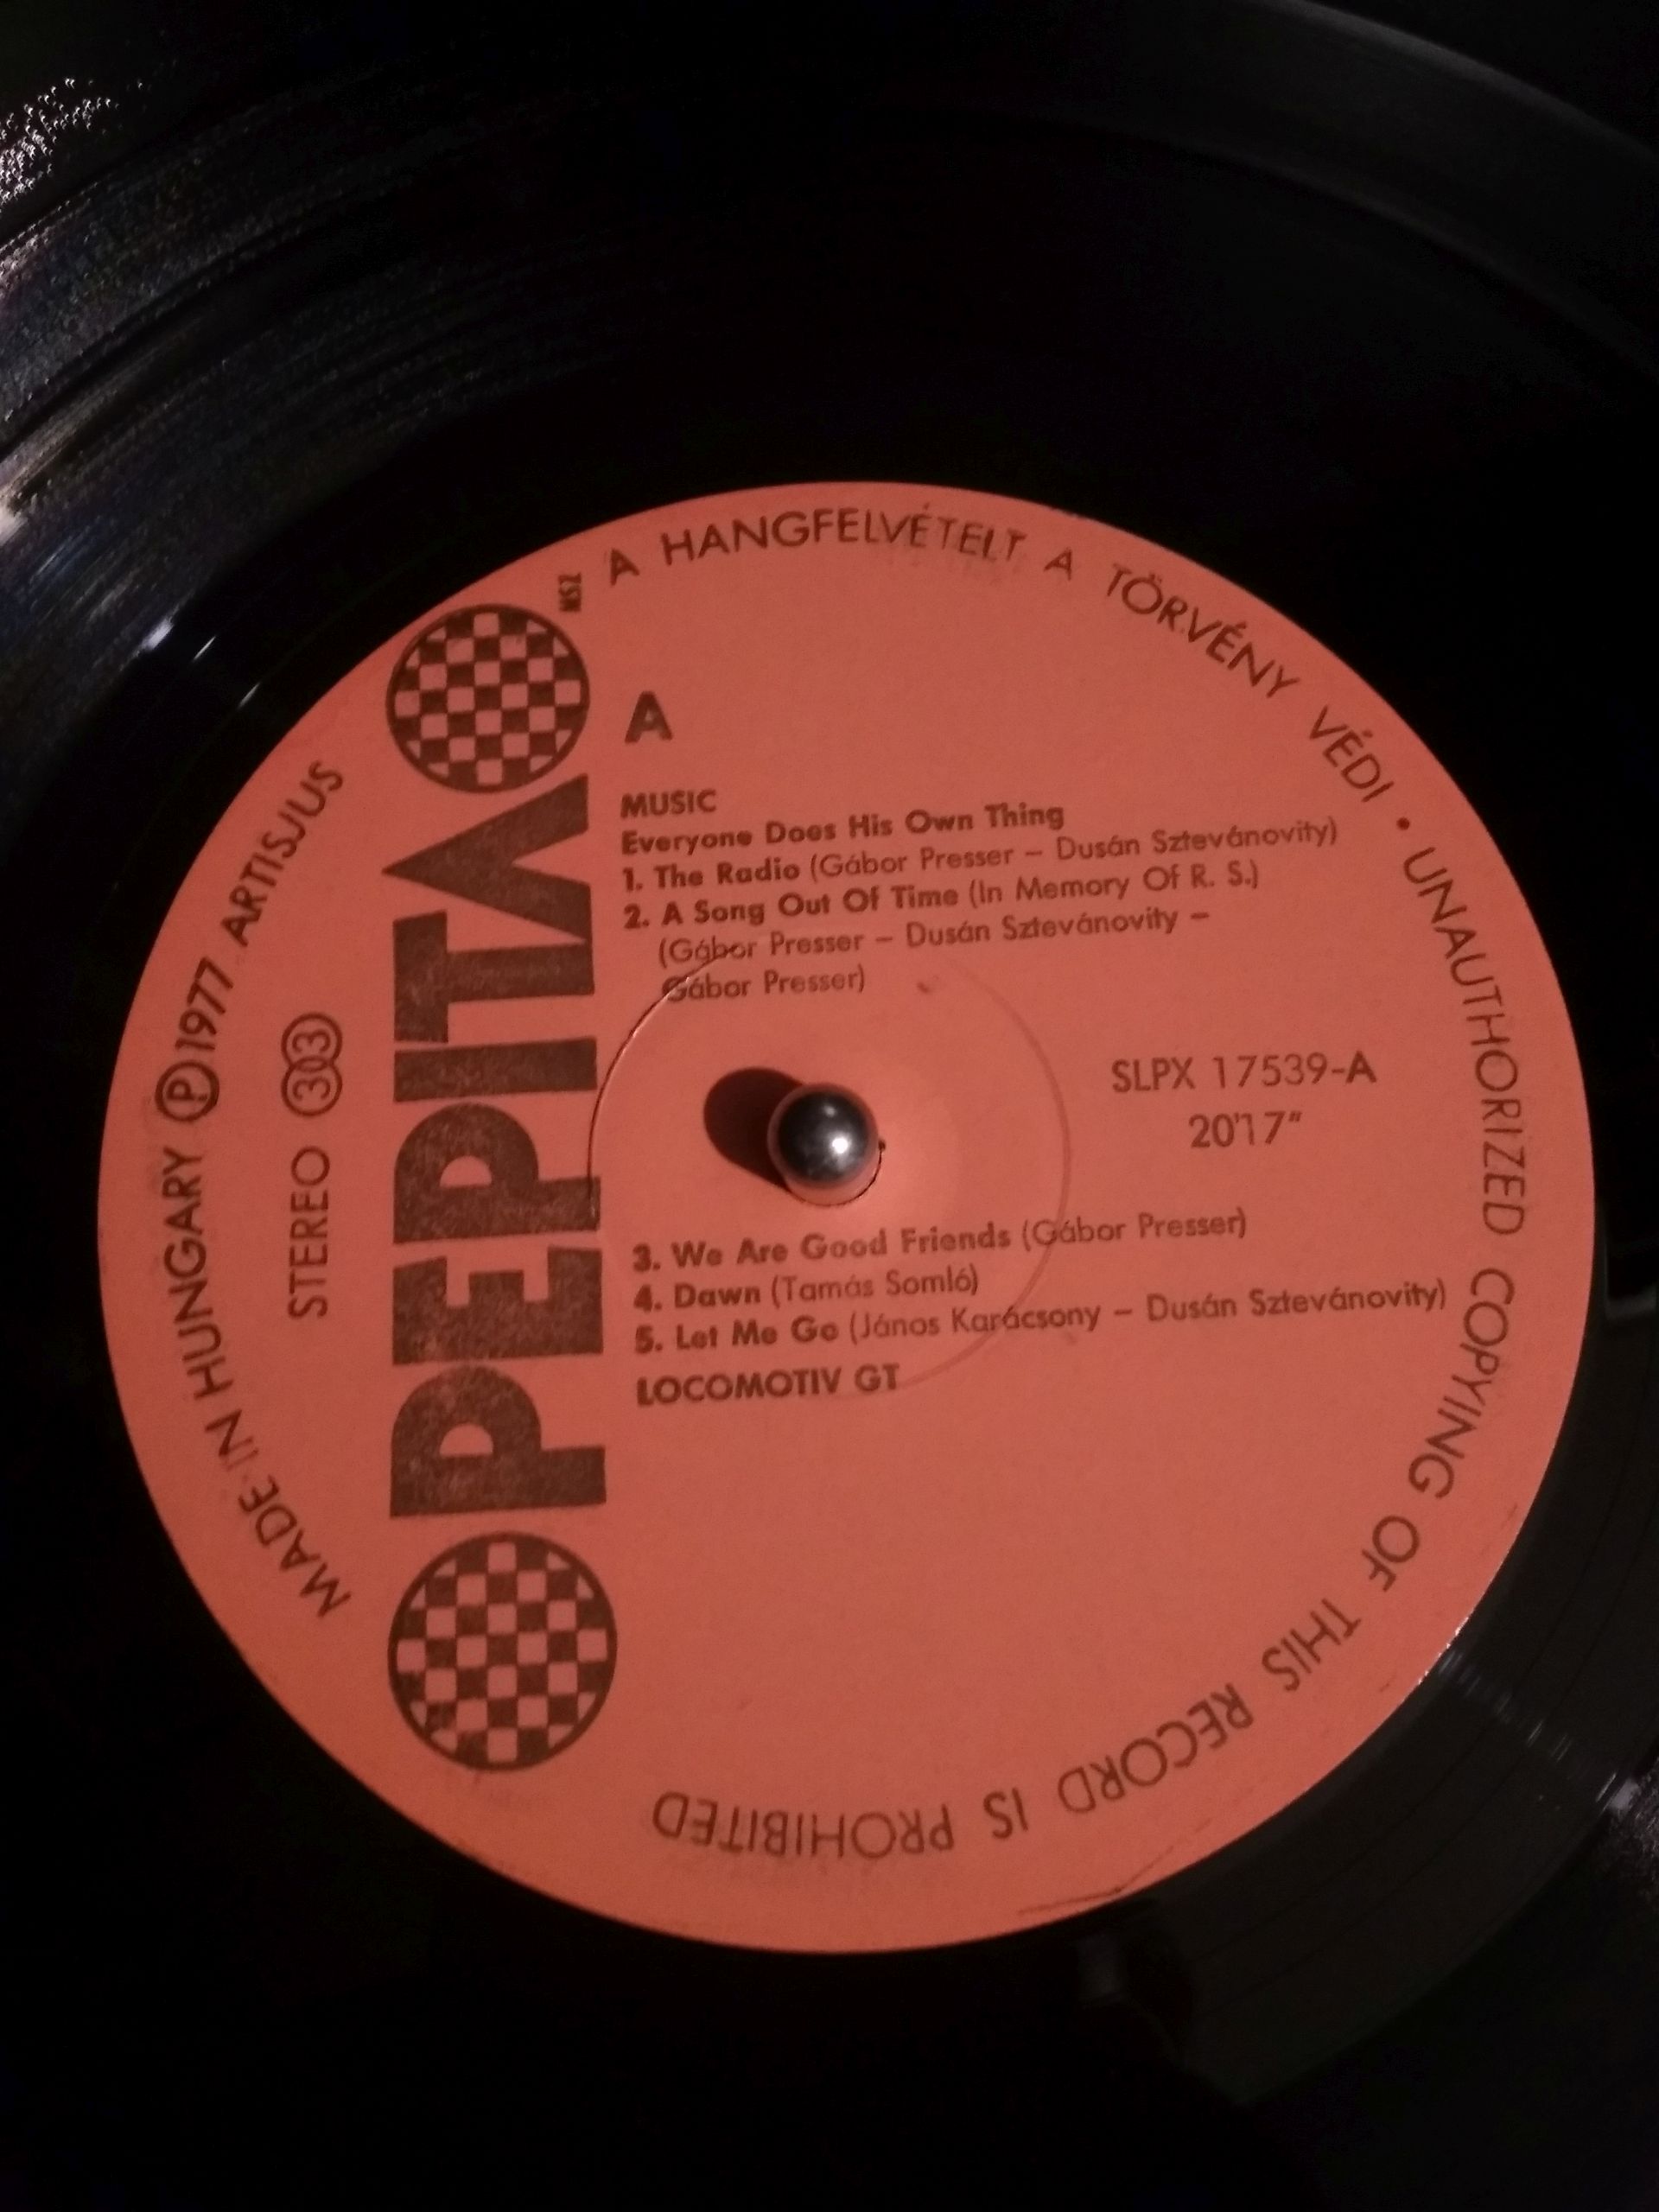 A HANGFELVÉTELT A TÖRVÉNY VÉDI • UNAUTHORIZED COPYING OF THIS RECORD IS PROHIBITED
MADE IN HUNGARY Ⓟ 1977 ARTISJUS
STEREO 303
PEPITA
MSZ
A
MUSIC
Everyone Does His Own Thing
1. The Radio (Gábor Presser – Dusán Sztevánovity)
2. A Song Out Of Time (In Memory Of R. S.)
(Gábor Presser – Dusán Sztevánovity –
Gábor Presser)
SLPX 17539-A
20'17"
3. We Are Good Friends (Gábor Presser)
4. Dawn (Tamás Somló)
5. Let Me Go (János Karácsony – Dusán Sztevánovity)
LOCOMOTIV GT